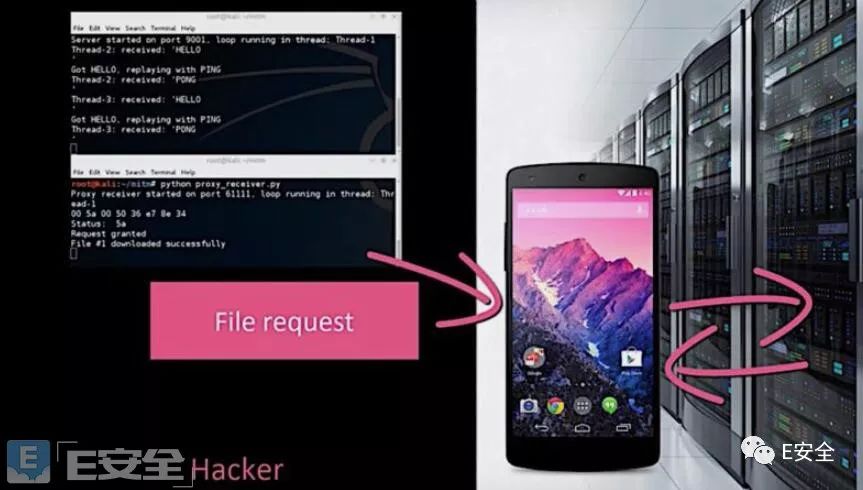 root@kali: ~/mitm
File Edit View Search Terminal Help
Server started on port 9001, loop running in thread: Thread-1
Thread-2: received: 'HELLO
'
Got HELLO, replaying with PING
Thread-2: received: 'PONG
'
Thread-3: received: 'HELLO
'
Got HELLO, replaying with PING
Thread-3: received: 'PONG
'
root@kali: ~/mitm
File Edit View Search Terminal Help
root@kali:~/mitm# python proxy_receiver.py
Proxy receiver started on port 61111, loop running in thread: Thr
ead-1
00 5a 00 50 36 e7 8e 34
Status: 5a
Request granted
File #1 downloaded successfully
File request
Google
Play Store
E安全
Hacker
E安全